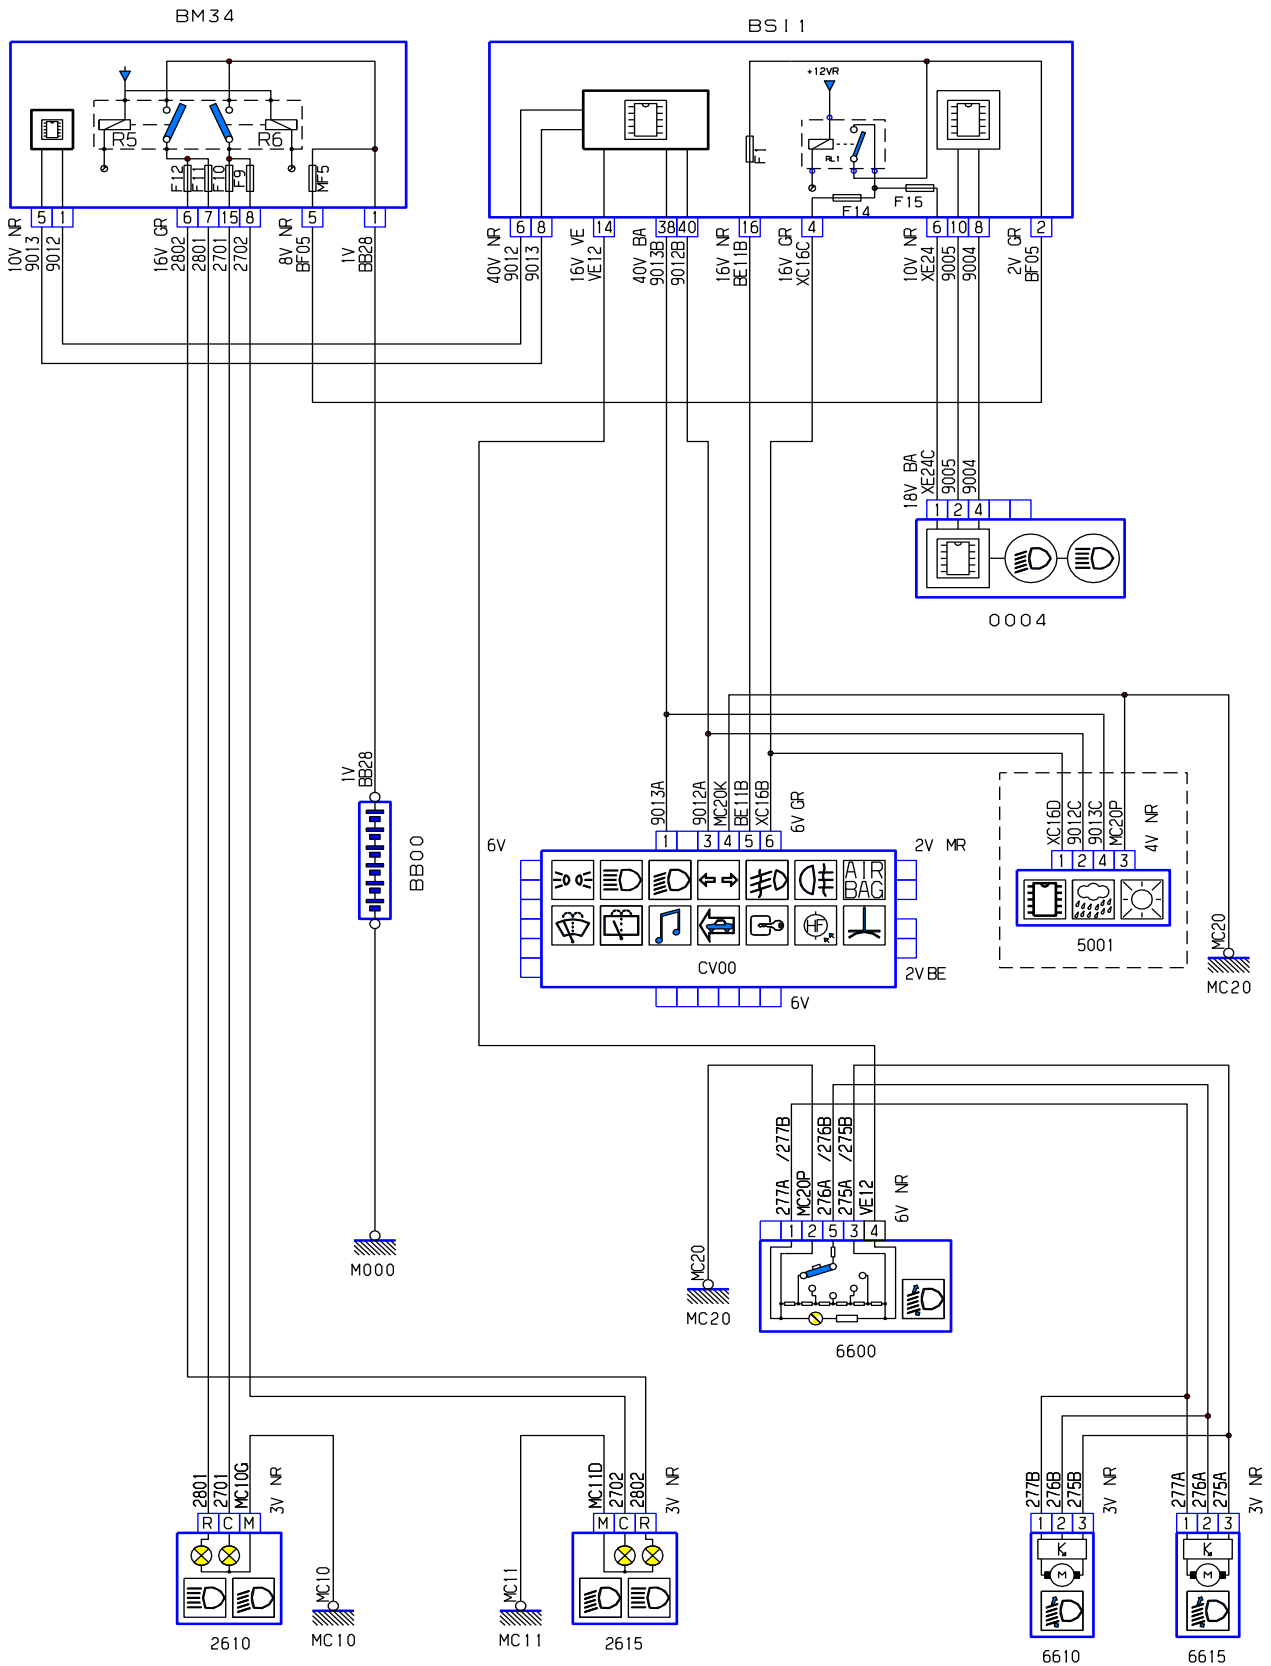 BM34
BSI1
+12VR
R5
R6
RL1
F12
F11
F10
F9
MF5
F1
F14
F15
5
1
6
7
15
8
5
1
6
8
14
38
40
16
4
6
10
8
2
10V NR
9013
9012
16V GR
2802
2801
2701
2702
8V NR
BF05
1V
BB28
40V NR
9012
9013
16V VE
VE12
40V BA
9013B
9012B
16V NR
BE11B
16V GR
XC16C
10V NR
XE24
9005
9004
2V GR
BF05
18V BA
XE24C
9005
9004
1
2
4
0004
1V
BB28
BB00
9013A
9012A
MC20K
BE11B
XC16B
6V GR
6V
1
3
4
5
6
2V MR
AIR
BAG
HF
CV00
2V BE
6V
XC16D
9012C
9013C
MC20P
4V NR
1
2
4
3
5001
MC20
MC20
M000
277A /277B
MC20P
276A /276B
275A /275B
VE12
6V NR
1
2
5
3
4
MC20
MC20
6600
2801
2701
MC10G
3V NR
R
C
M
2610
MC10
MC10
MC11
MC11
MC11D
2702
2802
3V NR
M
C
R
2615
277B
276B
275B
3V NR
1
2
3
K
M
6610
277A
276A
275A
3V NR
1
2
3
K
M
6615